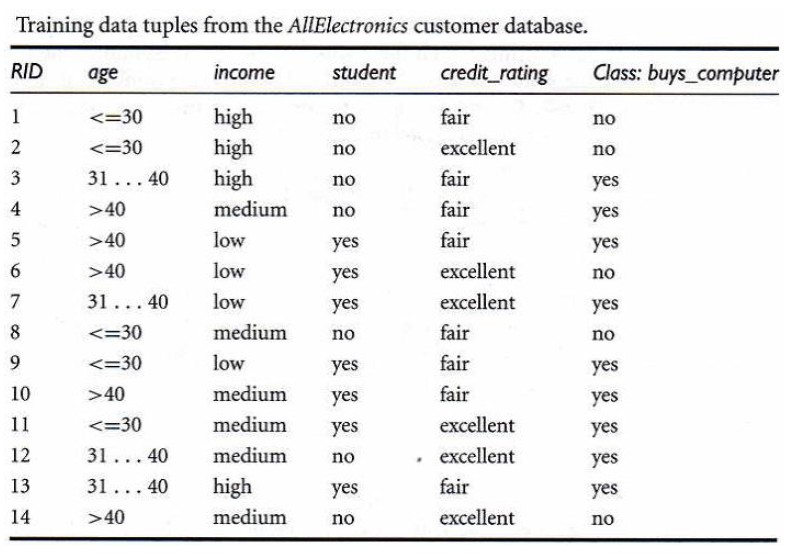 Training data tuples from the AllElectronics customer database.
RID age income student credit_rating Class: buys_computer
1 <=30 high no fair no
2 <=30 high no excellent no
3 31 . . . 40 high no fair yes
4 >40 medium no fair yes
5 >40 low yes fair yes
6 >40 low yes excellent no
7 31 . . . 40 low yes excellent yes
8 <=30 medium no fair no
9 <=30 low yes fair yes
10 >40 medium yes fair yes
11 <=30 medium yes excellent yes
12 31 . . . 40 medium no excellent yes
13 31 . . . 40 high yes fair yes
14 >40 medium no excellent no